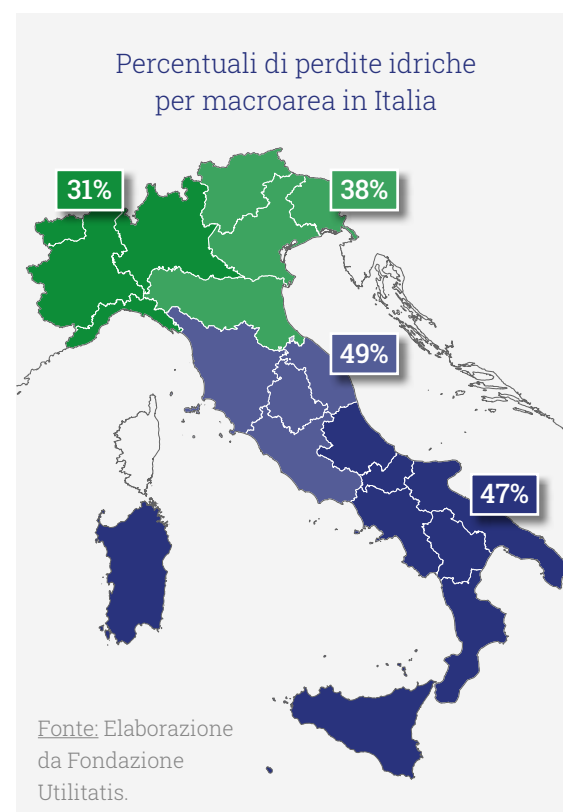 Percentuali di perdite idriche
per macroarea in Italia
31%
38%
49%
47%
Fonte: Elaborazione
da Fondazione
Utilitatis.